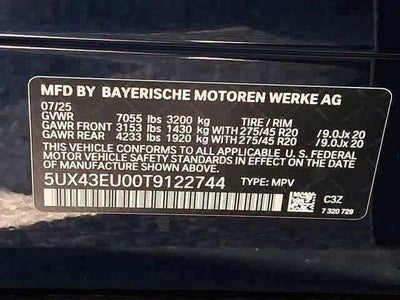 MFD BY BAYERISCHE MOTOREN WERKE AG
07/25
GVWR 7055 lbs 3200 kg TIRE / RIM
GAWR FRONT 3153 lbs 1430 kg WITH 275/45 R20 /9.0Jx 20
GAWR REAR 4233 lbs 1920 kg WITH 275/45 R20 /9.0Jx 20
THIS VEHICLE CONFORMS TO ALL APPLICABLE FEDERAL
MOTOR VEHICLE SAFETY STANDARDS IN EFFECT
ON THE DATE OF MANUFACTURE SHOWN ABOVE.
5UX43EU00T9122744 TYPE: MPV
C3Z
7 320 729